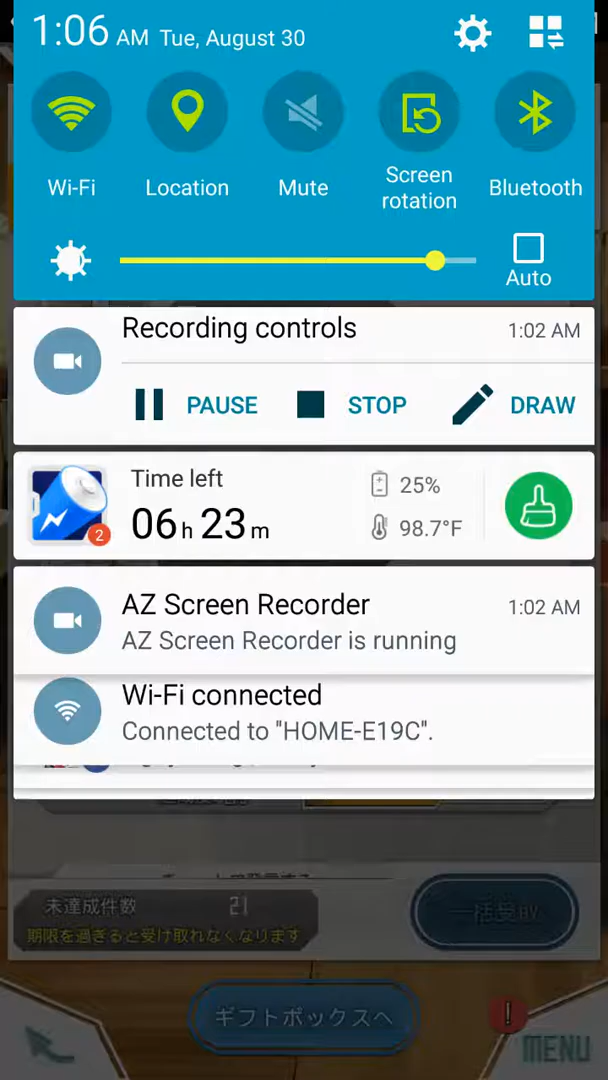 1:06 AM Tue, August 30
Wi-Fi
Location
Mute
Screen
rotation
Bluetooth
Auto
Recording controls
1:02 AM
PAUSE
STOP
DRAW
Time left
06 h 23 m
25%
98.7°F
2
AZ Screen Recorder
1:02 AM
AZ Screen Recorder is running
Wi-Fi connected
Connected to "HOME-E19C".
未達成件数 21
期限を過ぎると受け取れなくなります
一括受取
ギフトボックスへ
!
MENU